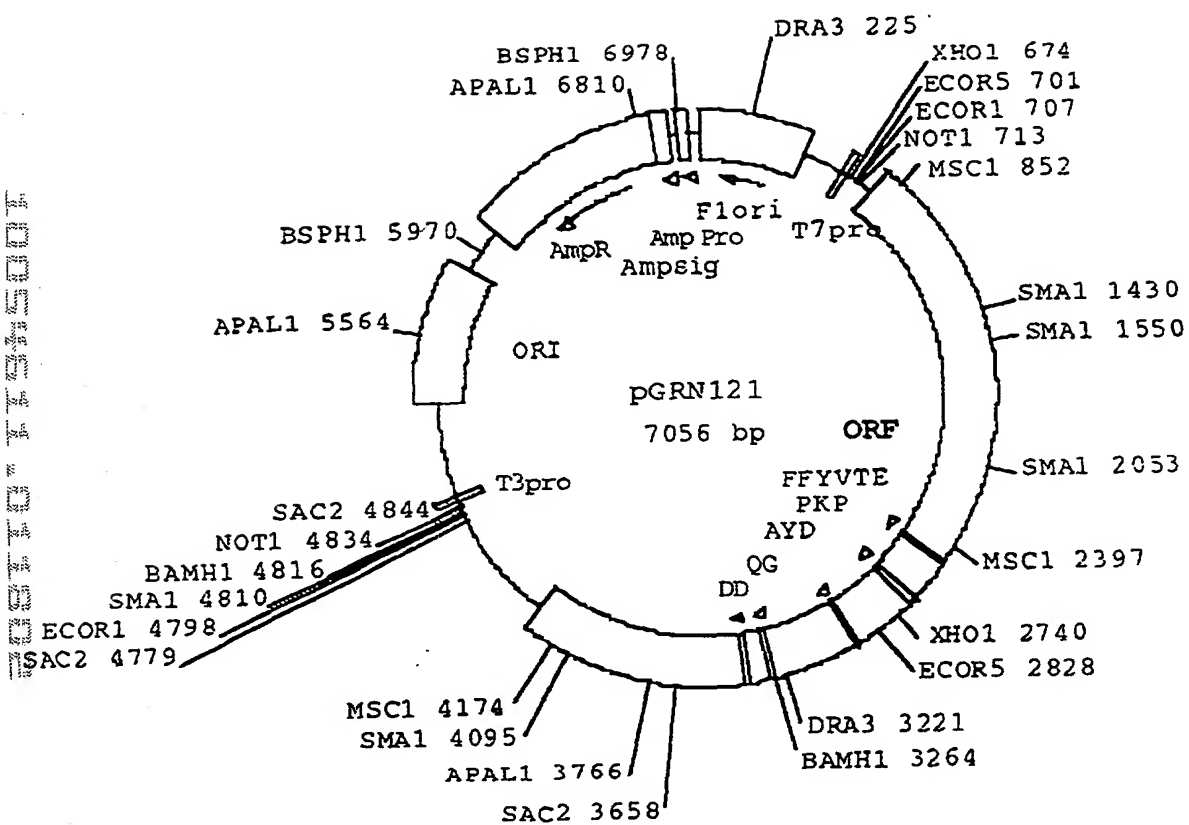 DRA3 225
BSPH1 6978
APAL1 6810
XHO1 674
ECOR5 701
ECOR1 707
NOT1 713
MSC1 852
F1ori
T7pro
Amp Pro
AmpR
Ampsig
BSPH1 5970
SMA1 1430
SMA1 1550
APAL1 5564
ORI
pGRN121
7056 bp
ORF
SMA1 2053
FFYVTE
PKP
AYD
QG
DD
T3pro
SAC2 4844
NOT1 4834
BAMH1 4816
SMA1 4810
ECOR1 4798
SAC2 4779
MSC1 2397
XHO1 2740
ECOR5 2828
DRA3 3221
BAMH1 3264
MSC1 4174
SMA1 4095
APAL1 3766
SAC2 3658